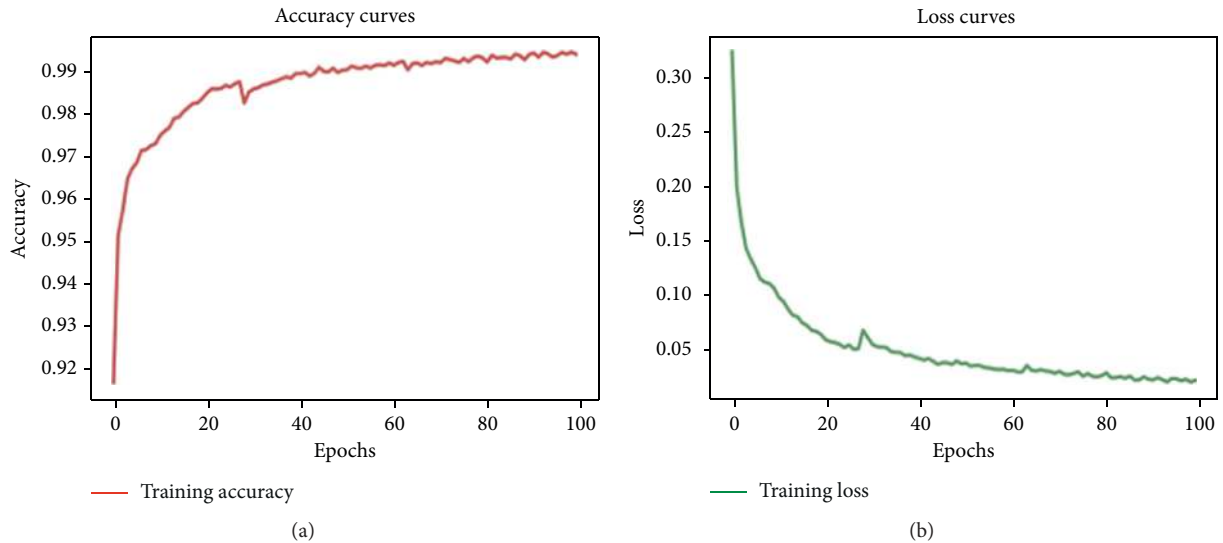 Accuracy curves
0.99
0.98
0.97
0.96
0.95
0.94
0.93
0.92
Accuracy
0 20 40 60 80 100
Epochs
Training accuracy
(a)
Loss curves
0.30
0.25
0.20
0.15
0.10
0.05
Loss
0 20 40 60 80 100
Epochs
Training loss
(b)